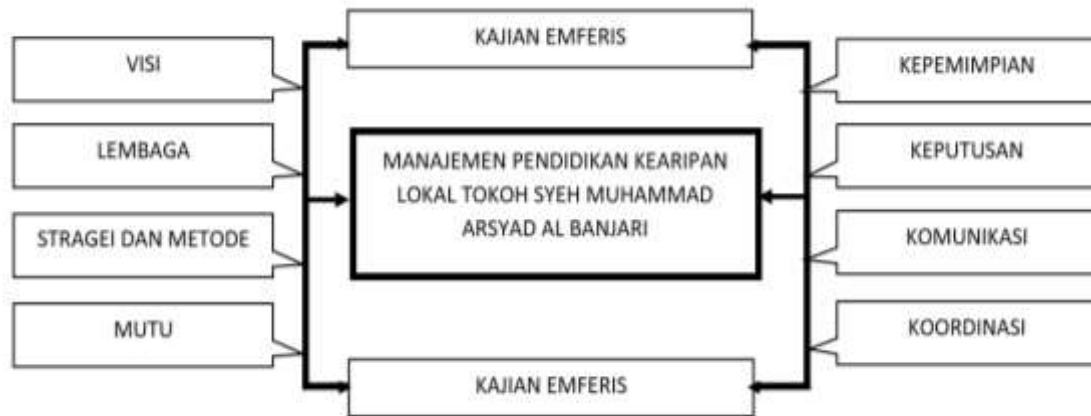 KAJIAN EMFERIS
VISI
KEPEMIMPIAN
LEMBAGA
KEPUTUSAN
MANAJEMEN PENDIDIKAN KEARIPAN
LOKAL TOKOH SYEH MUHAMMAD
ARSYAD AL BANJARI
STRAGEI DAN METODE
KOMUNIKASI
MUTU
KOORDINASI
KAJIAN EMFERIS